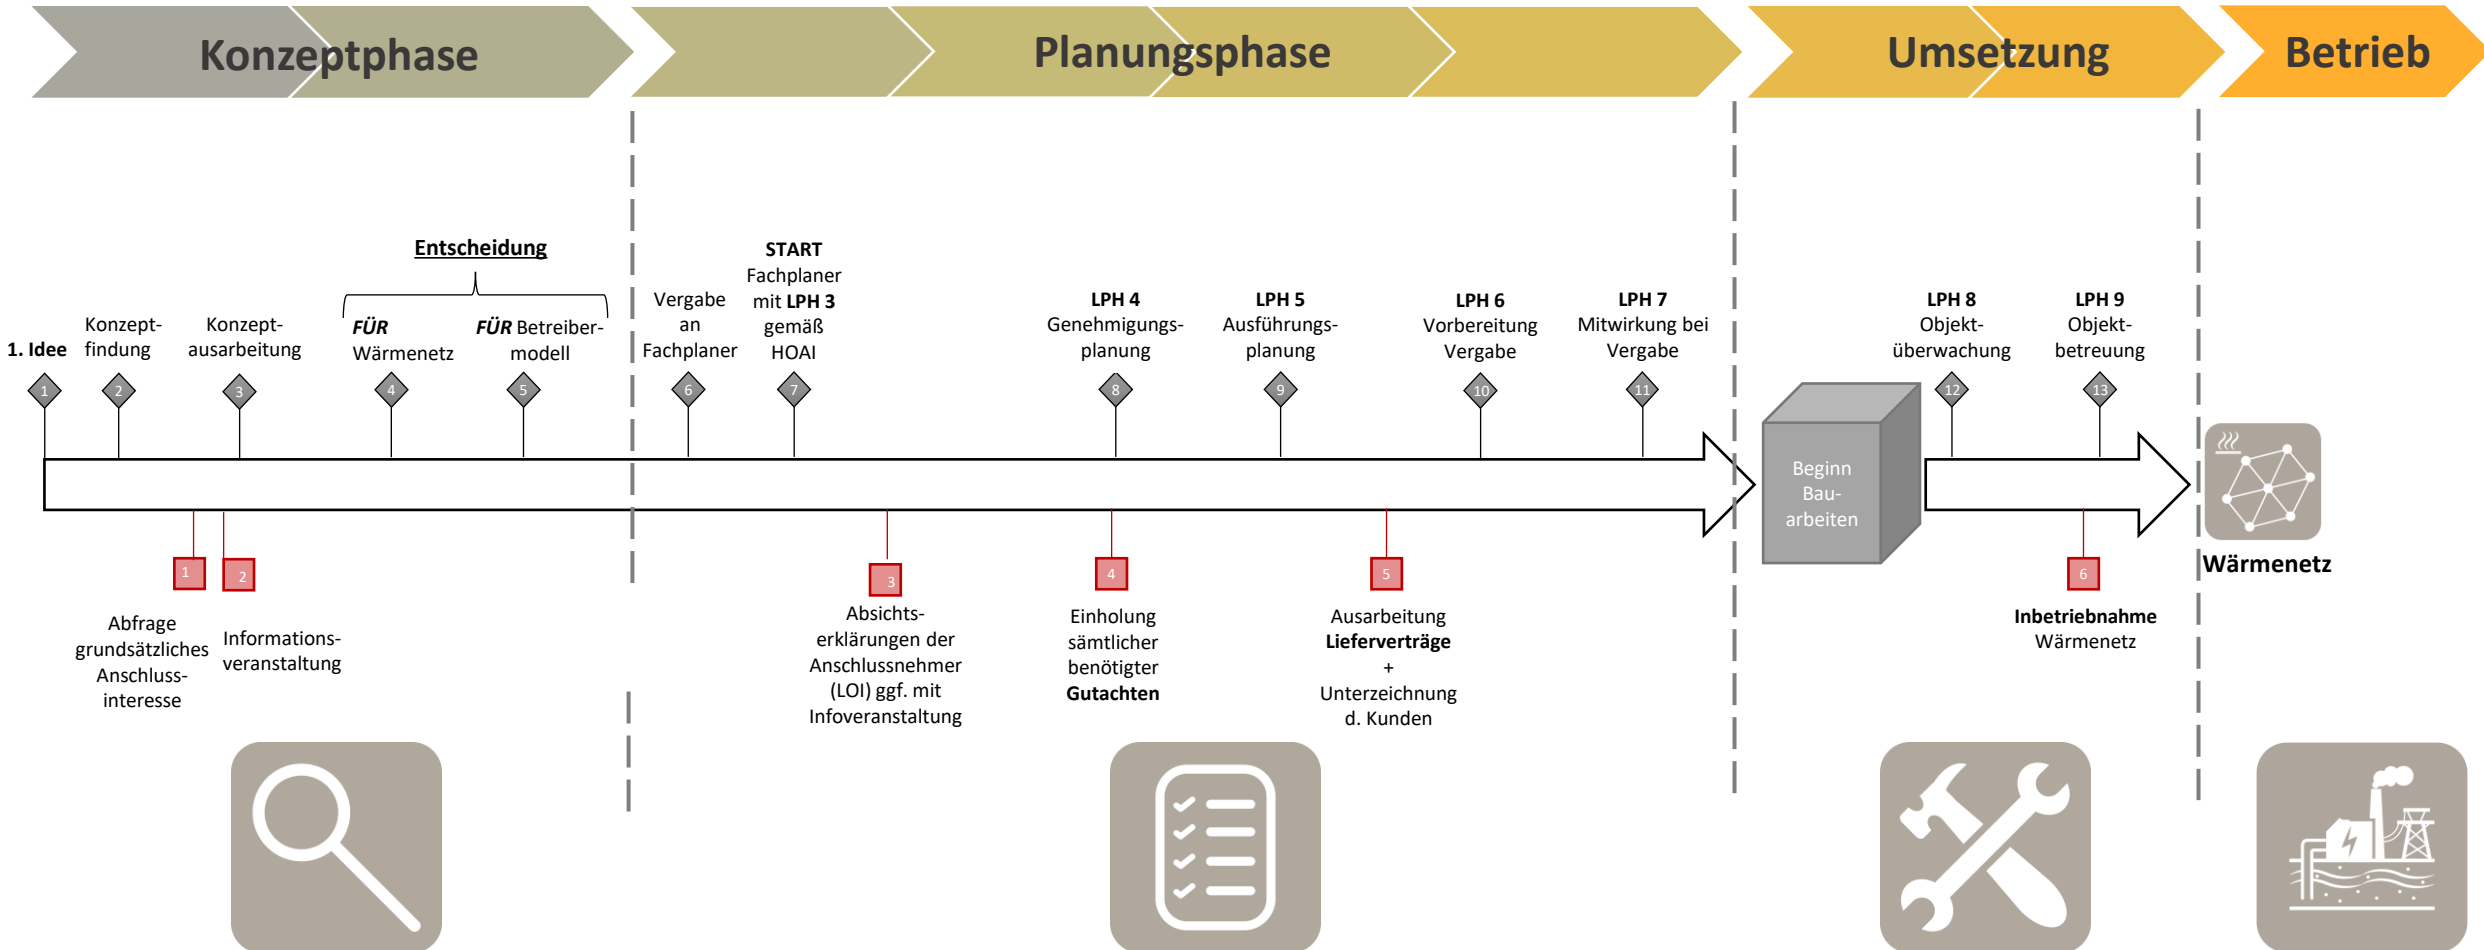 Konzeptphase
Planungsphase
Umsetzung
Betrieb
Entscheidung
1. Idee
Konzept-
findung
Konzept-
ausarbeitung
FÜR
Wärmenetz
FÜR Betreiber-
modell
Vergabe
an
Fachplaner
START
Fachplaner
mit LPH 3
gemäß
HOAI
LPH 4
Genehmigungs-
planung
LPH 5
Ausführungs-
planung
LPH 6
Vorbereitung
Vergabe
LPH 7
Mitwirkung bei
Vergabe
LPH 8
Objekt-
überwachung
LPH 9
Objekt-
betreuung
1
2
3
4
5
6
7
8
9
10
11
12
13
Beginn
Bau-
arbeiten
Wärmenetz
1
2
3
4
5
6
Abfrage
grundsätzliches
Anschluss-
interesse
Informations-
veranstaltung
Absichts-
erklärungen der
Anschlussnehmer
(LOI) ggf. mit
Infoveranstaltung
Einholung
sämtlicher
benötigter
Gutachten
Ausarbeitung
Lieferverträge
+
Unterzeichnung
d. Kunden
Inbetriebnahme
Wärmenetz